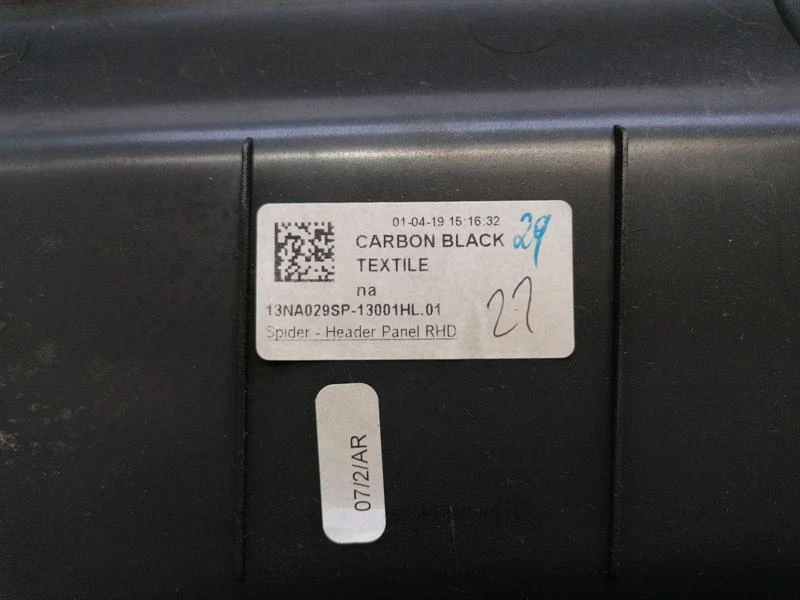 01-04-19 15:16:32
CARBON BLACK 29
TEXTILE
na
13NA029SP-13001HL.01
27
Spider - Header Panel RHD
07/2/AR